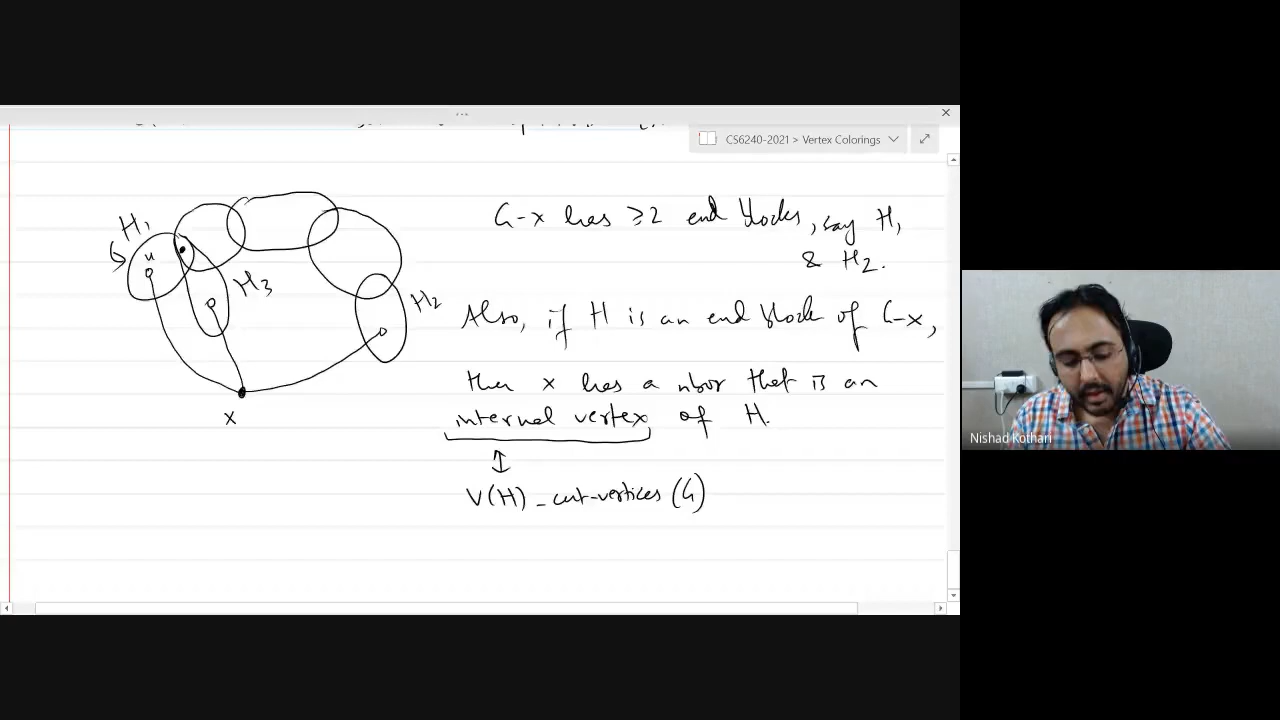 CS6240-2021 > Vertex Colorings
G-x has ≥2 end blocks, say H1
& H2.
Also, if H is an end block of G-x,
then x has a nbor that is an
internal vertex of H.
↕
V(H) - cut-vertices (G)
H1
u
H3
H2
x
Nishad Kothari